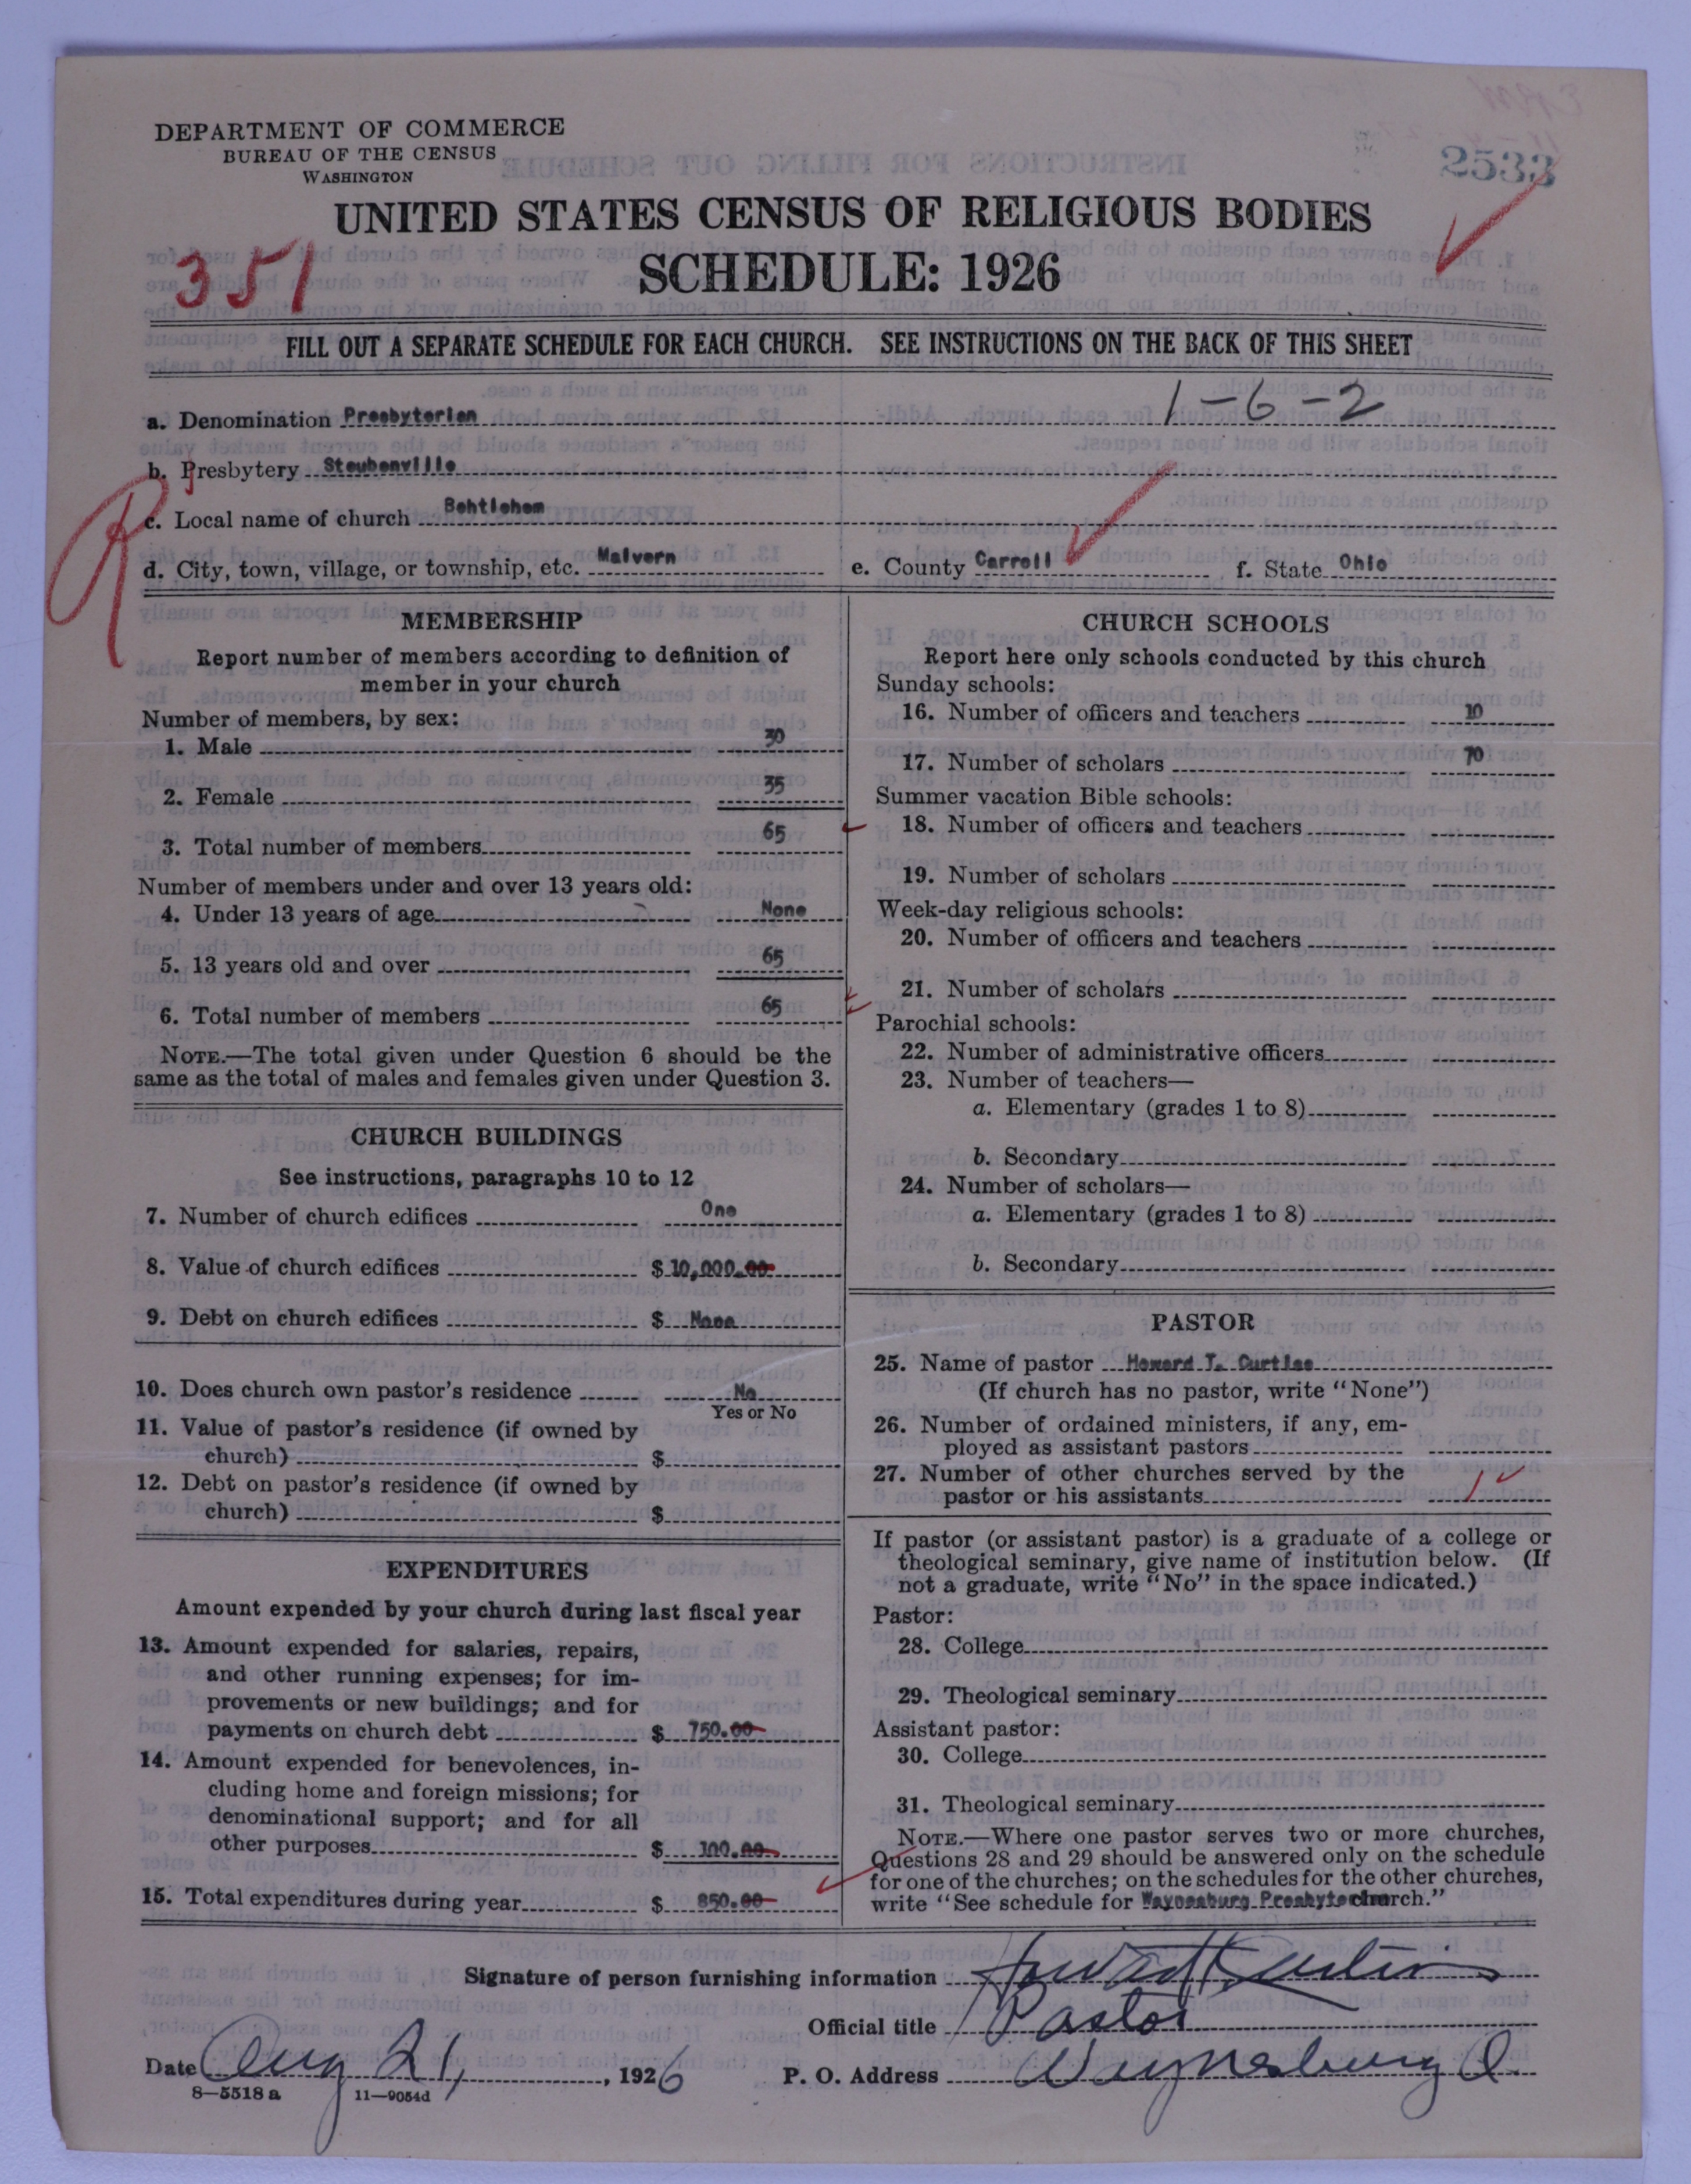 DEPARTMENT OF COMMERCE
BUREAU OF THE CENSUS
WASHINGTON
2533
UNITED STATES CENSUS OF RELIGIOUS BODIES
351
SCHEDULE: 1926
FILL OUT A SEPARATE SCHEDULE FOR EACH CHURCH. SEE INSTRUCTIONS ON THE BACK OF THIS SHEET
1-6-2
a. Denomination Presbyterian
b. Presbytery Steubenville
R
c. Local name of church Behtlehem
d. City, town, village, or township, etc. Malvern e. County Carroll f. State Ohio
MEMBERSHIP
Report number of members according to definition of
member in your church
Number of members, by sex:
1. Male 30
2. Female 35
3. Total number of members 65
Number of members under and over 13 years old:
4. Under 13 years of age None
5. 13 years old and over 65
6. Total number of members 65
NOTE.—The total given under Question 6 should be the
same as the total of males and females given under Question 3.
CHURCH BUILDINGS
See instructions, paragraphs 10 to 12
7. Number of church edifices One
8. Value of church edifices $ 10,000.00
9. Debt on church edifices $ None
10. Does church own pastor's residence No
Yes or No
11. Value of pastor's residence (if owned by
church) $
12. Debt on pastor's residence (if owned by
church) $
EXPENDITURES
Amount expended by your church during last fiscal year
13. Amount expended for salaries, repairs,
and other running expenses; for im-
provements or new buildings; and for
payments on church debt $ 750.00
14. Amount expended for benevolences, in-
cluding home and foreign missions; for
denominational support; and for all
other purposes $ 100.00
15. Total expenditures during year $ 850.00
CHURCH SCHOOLS
Report here only schools conducted by this church
Sunday schools:
16. Number of officers and teachers 10
17. Number of scholars 70
Summer vacation Bible schools:
18. Number of officers and teachers
19. Number of scholars
Week-day religious schools:
20. Number of officers and teachers
21. Number of scholars
Parochial schools:
22. Number of administrative officers
23. Number of teachers—
a. Elementary (grades 1 to 8)
b. Secondary
24. Number of scholars—
a. Elementary (grades 1 to 8)
b. Secondary
PASTOR
25. Name of pastor Howard T. Curtiss
(If church has no pastor, write "None")
26. Number of ordained ministers, if any, em-
ployed as assistant pastors
27. Number of other churches served by the
pastor or his assistants 1
If pastor (or assistant pastor) is a graduate of a college or
theological seminary, give name of institution below. (If
not a graduate, write "No" in the space indicated.)
Pastor:
28. College
29. Theological seminary
Assistant pastor:
30. College
31. Theological seminary
NOTE.—Where one pastor serves two or more churches,
Questions 28 and 29 should be answered only on the schedule
for one of the churches; on the schedules for the other churches,
write "See schedule for Waynesburg Presbyte church."
Signature of person furnishing information Howard T Curtiss
Official title Pastor
Date Aug 21, 1926 P. O. Address Waynesburg O.
8—5518 a 11—9054d